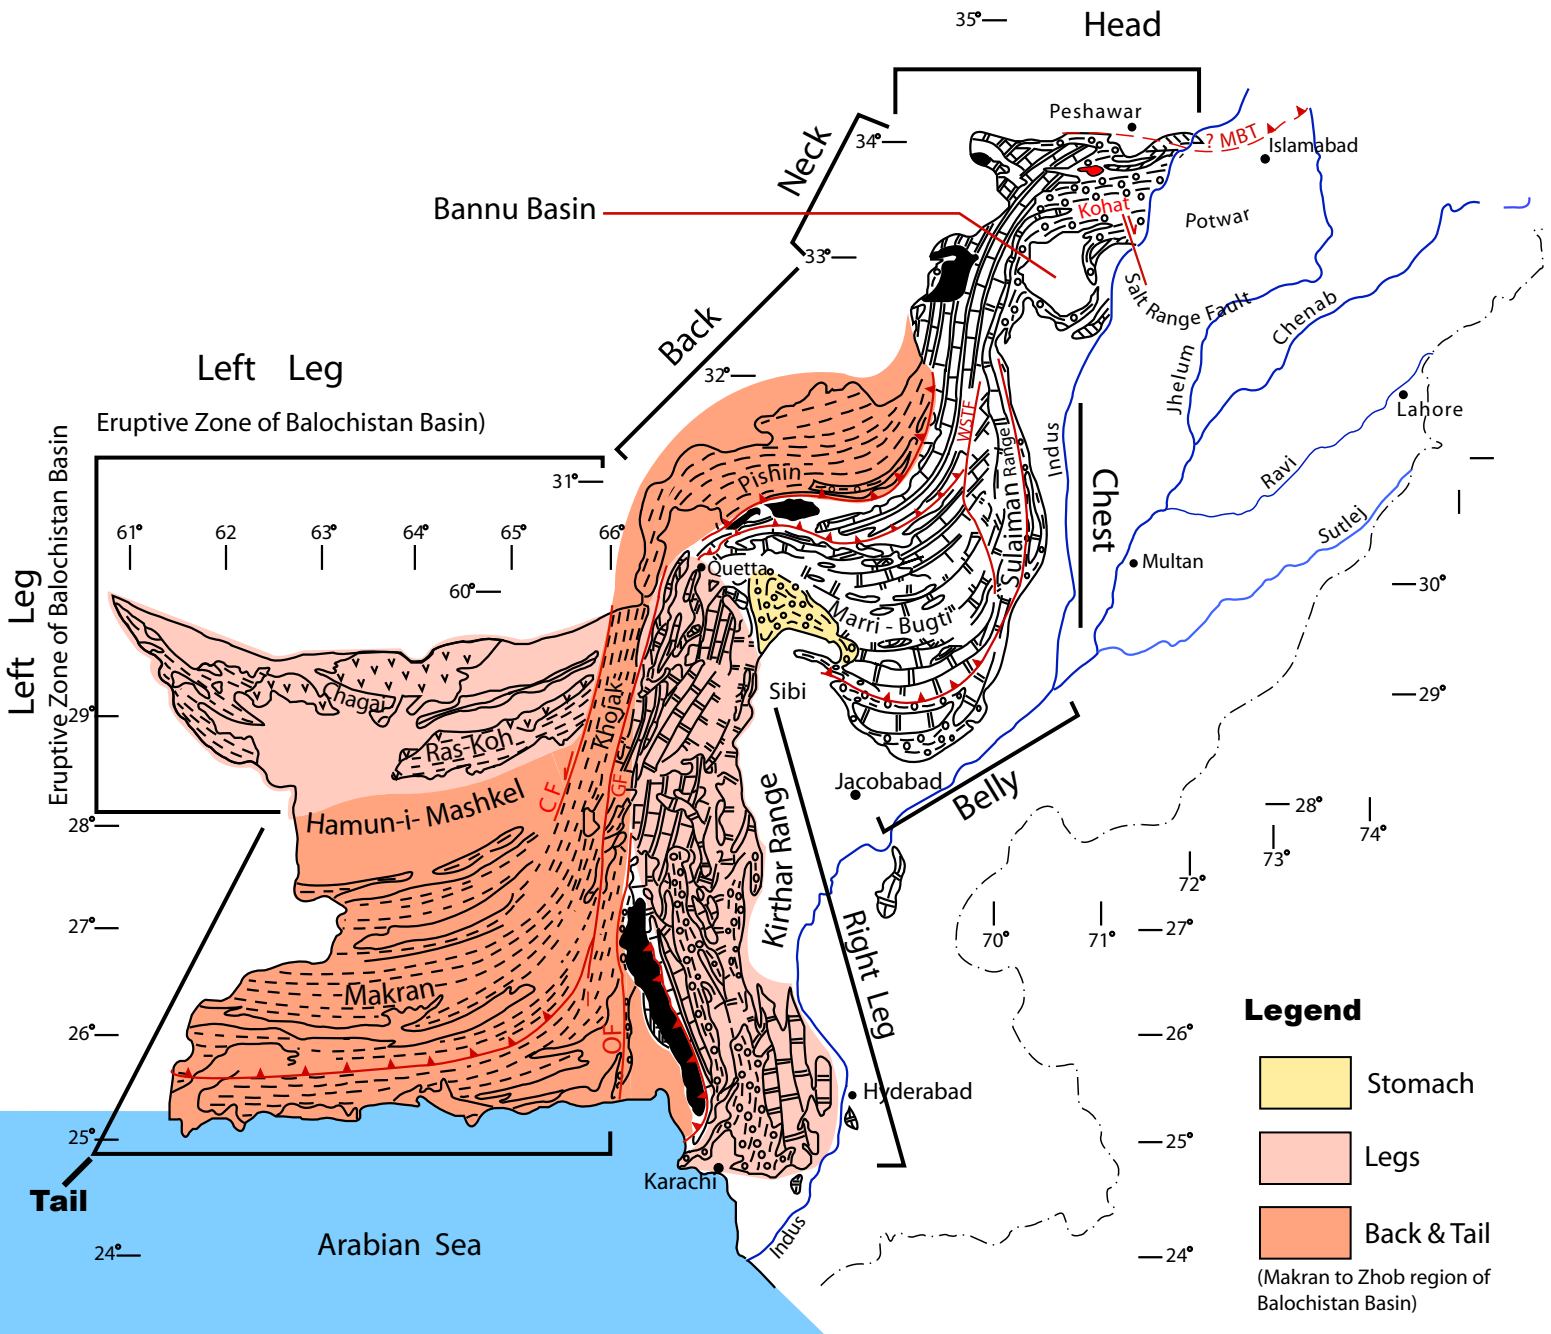 35°
Head
Peshawar
Neck
34°
? MBT
Islamabad
Bannu Basin
Kohat
Potwar
33°
Salt Range Fault
Back
Chenab
Left Leg
32°
Jhelum
Lahore
Eruptive Zone of Balochistan Basin)
WSTF
Indus
Sulaiman Range
Chest
Ravi
31°
Pishin
Sutlej
61°
62°
63°
64°
65°
66°
Quetta
Multan
60°
30°
Left Leg
Eruptive Zone of Balochistan Basin
Marri - Bugti
Sibi
29°
Chagai
Khojak
29°
Ras-Koh
CF
GF
Jacobabad
Belly
Hamun-i- Mashkel
Kirthar Range
28°
28°
74°
73°
72°
27°
Right Leg
70°
71°
27°
Makran
Legend
26°
OF
26°
Stomach
Hyderabad
25°
25°
Legs
Karachi
Tail
Indus
Back & Tail
24°
Arabian Sea
24°
(Makran to Zhob region of
Balochistan Basin)